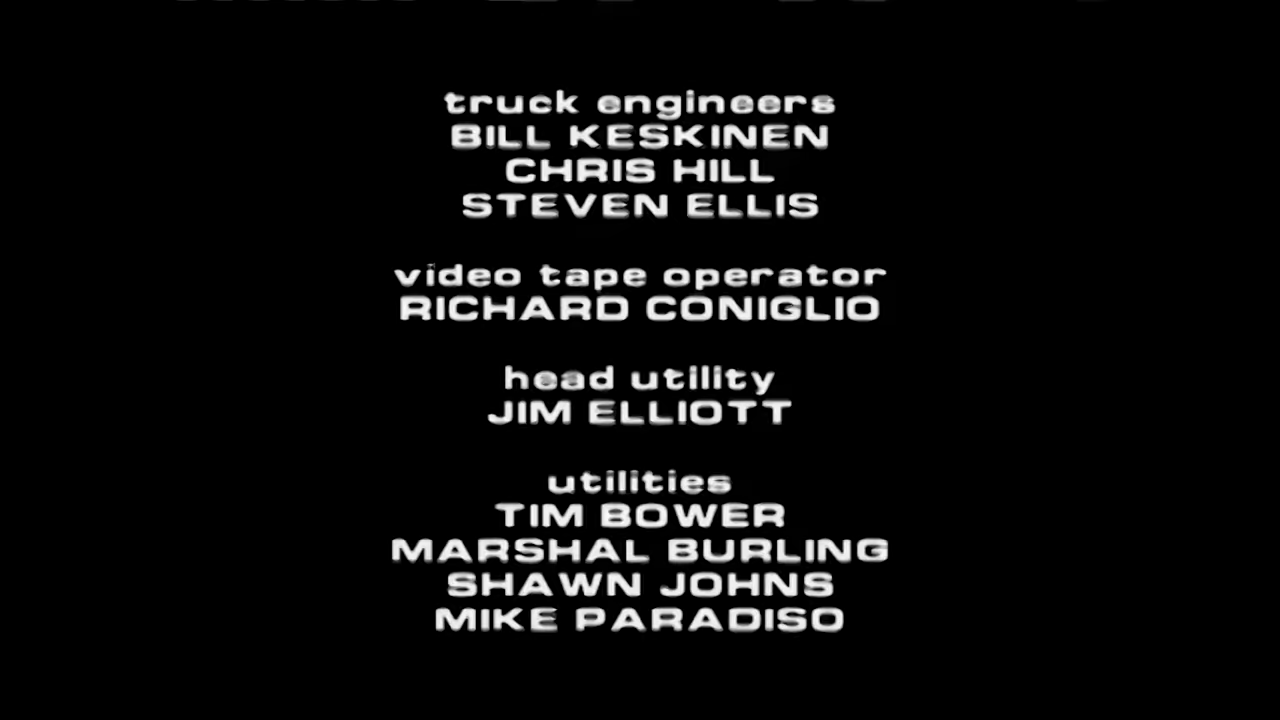 truck engineers
BILL KESKINEN
CHRIS HILL
STEVEN ELLIS
video tape operator
RICHARD CONIGLIO
head utility
JIM ELLIOTT
utilities
TIM BOWER
MARSHAL BURLING
SHAWN JOHNS
MIKE PARADISO